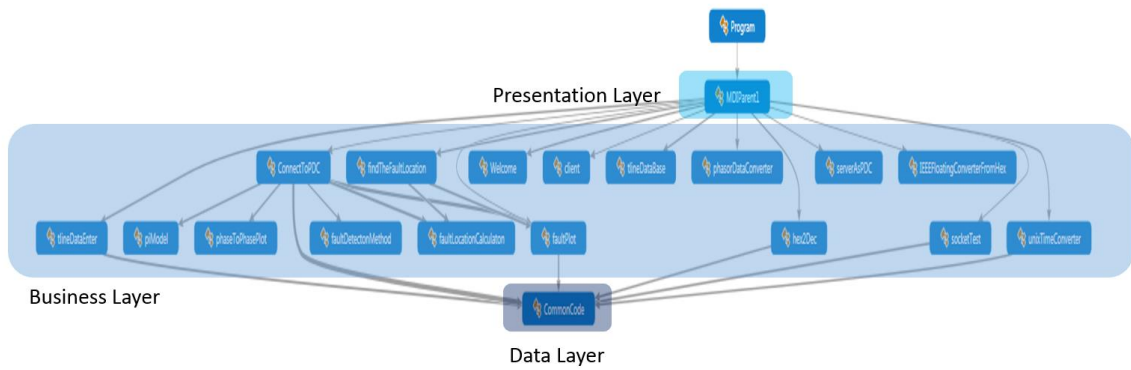 Program
Presentation Layer
MDIParent1
ConnectToPDC
findTheFaultLocation
Welcome
client
tlineDataBase
phasorDataConverter
serverAsPDC
IEEEFloatingConverterFromHex
tlineDataEnter
piModel
phaseToPhasePlot
faultDetectonMethod
faultLocationCalculaton
faultPlot
hex2Dec
socketTest
unixTimeConverter
Business Layer
CommonCode
Data Layer